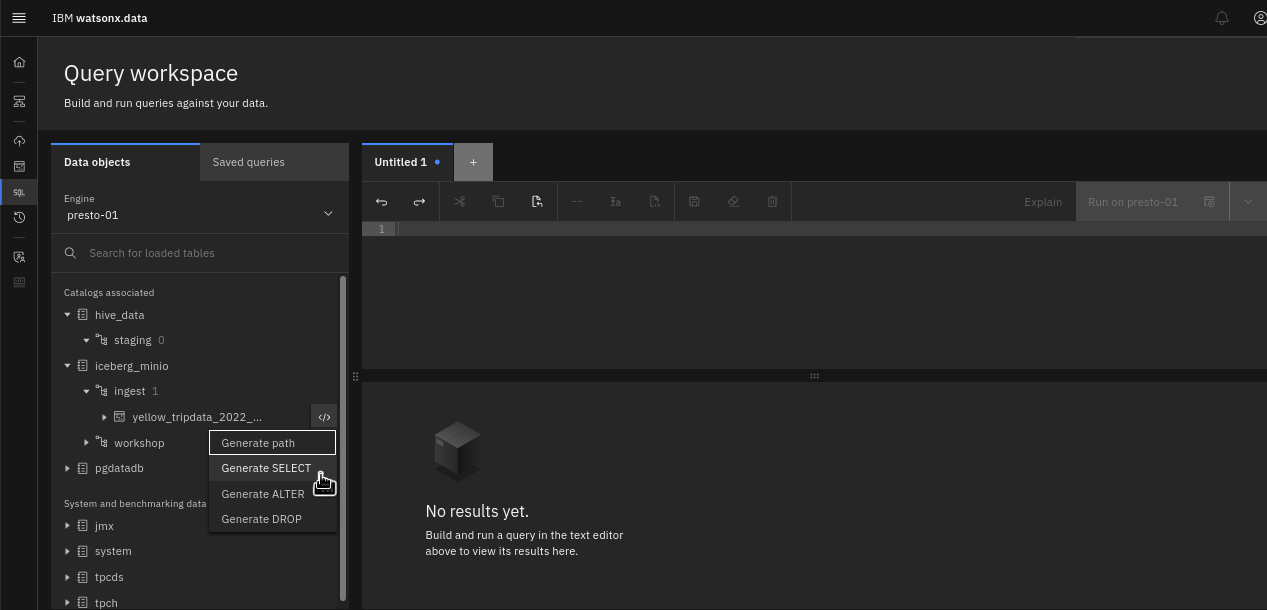 IBM watsonx.data
Query workspace
Build and run queries against your data.
Data objects
Saved queries
Engine
presto-01
Search for loaded tables
Catalogs associated
hive_data
staging 0
iceberg_minio
ingest 1
yellow_tripdata_2022_...
</>
workshop
pgdatadb
Generate path
Generate SELECT
Generate ALTER
Generate DROP
System and benchmarking data
jmx
system
tpcds
tpch
SQL
Untitled 1
+
Explain
Run on presto-01
1
No results yet.
Build and run a query in the text editor
above to view its results here.